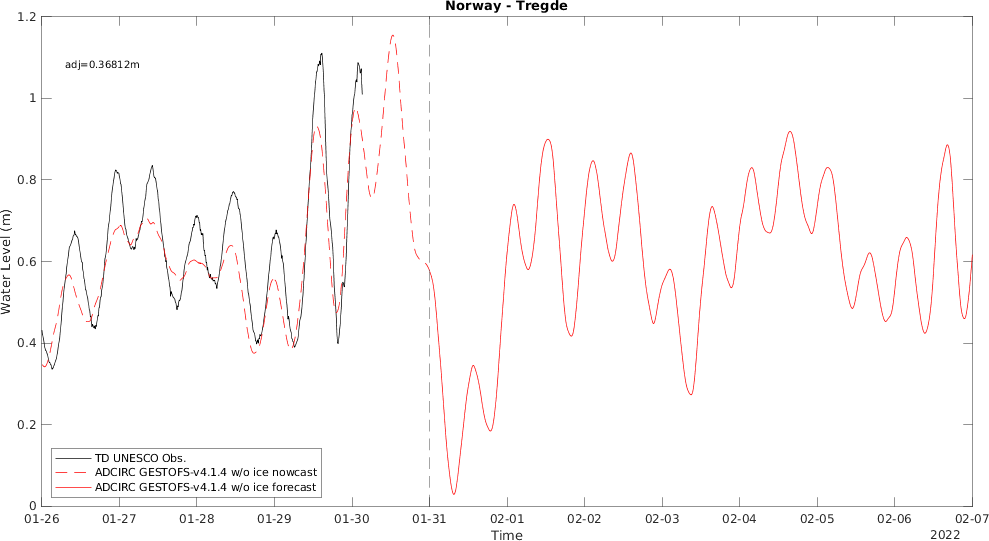 Norway - Tregde
1.2
adj=0.36812m
1
0.8
0.6
0.4
0.2
0
Water Level (m)
TD UNESCO Obs.
ADCIRC GESTOFS-v4.1.4 w/o ice nowcast
ADCIRC GESTOFS-v4.1.4 w/o ice forecast
01-26 01-27 01-28 01-29 01-30 01-31 02-01 02-02 02-03 02-04 02-05 02-06 02-07
Time
2022